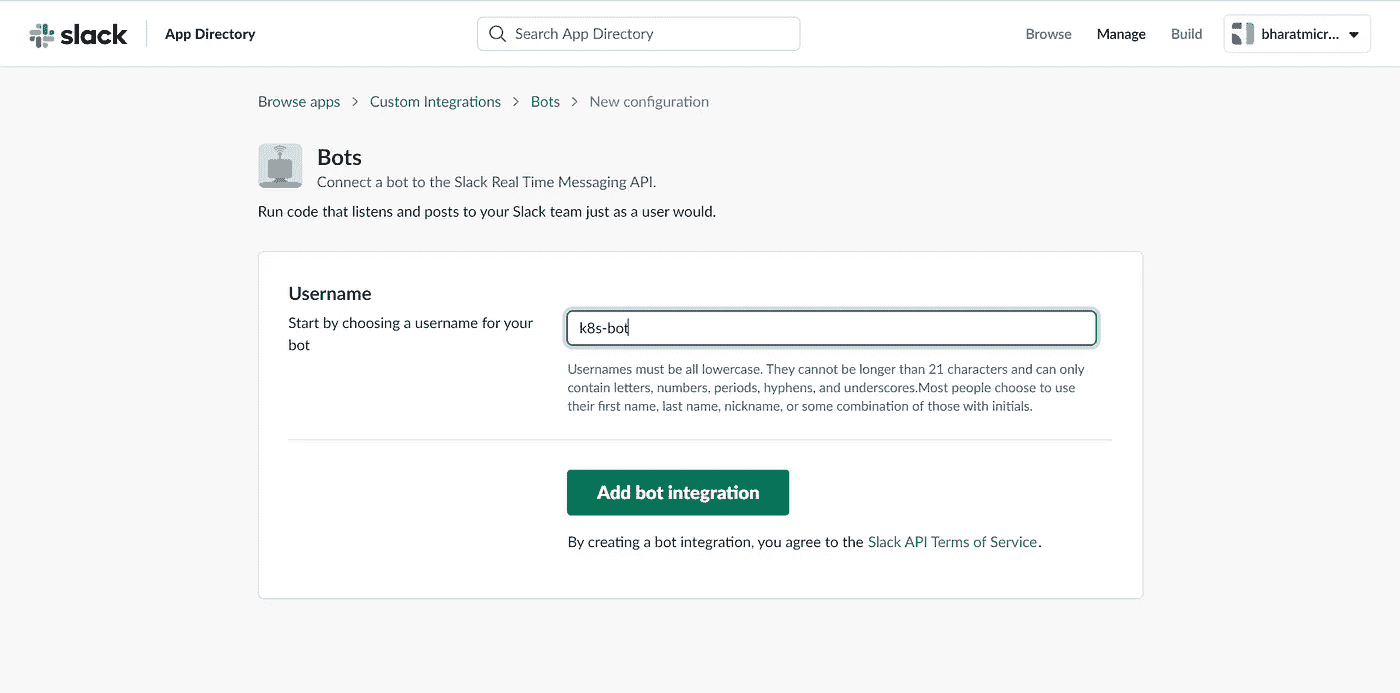 slack
App Directory
Search App Directory
Browse
Manage
Build
bharatmicr...
Browse apps > Custom Integrations > Bots > New configuration
Bots
Connect a bot to the Slack Real Time Messaging API.
Run code that listens and posts to your Slack team just as a user would.
Username
Start by choosing a username for your
bot
k8s-bot
Usernames must be all lowercase. They cannot be longer than 21 characters and can only
contain letters, numbers, periods, hyphens, and underscores.Most people choose to use
their first name, last name, nickname, or some combination of those with initials.
Add bot integration
By creating a bot integration, you agree to the Slack API Terms of Service.